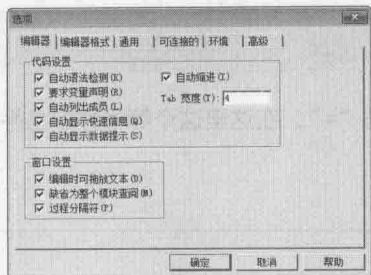 选项
编辑器 编辑器格式 通用 可连接的 环境 高级
代码设置
自动语法检测(K) 自动缩进(I)
要求变量声明(R) Tab 宽度(T): 4
自动列出成员(L)
自动显示快速信息(Q)
自动显示数据提示(S)
窗口设置
编辑时可拖放文本(D)
缺省为整个模块查阅(M)
过程分隔符(P)
确定 取消 帮助